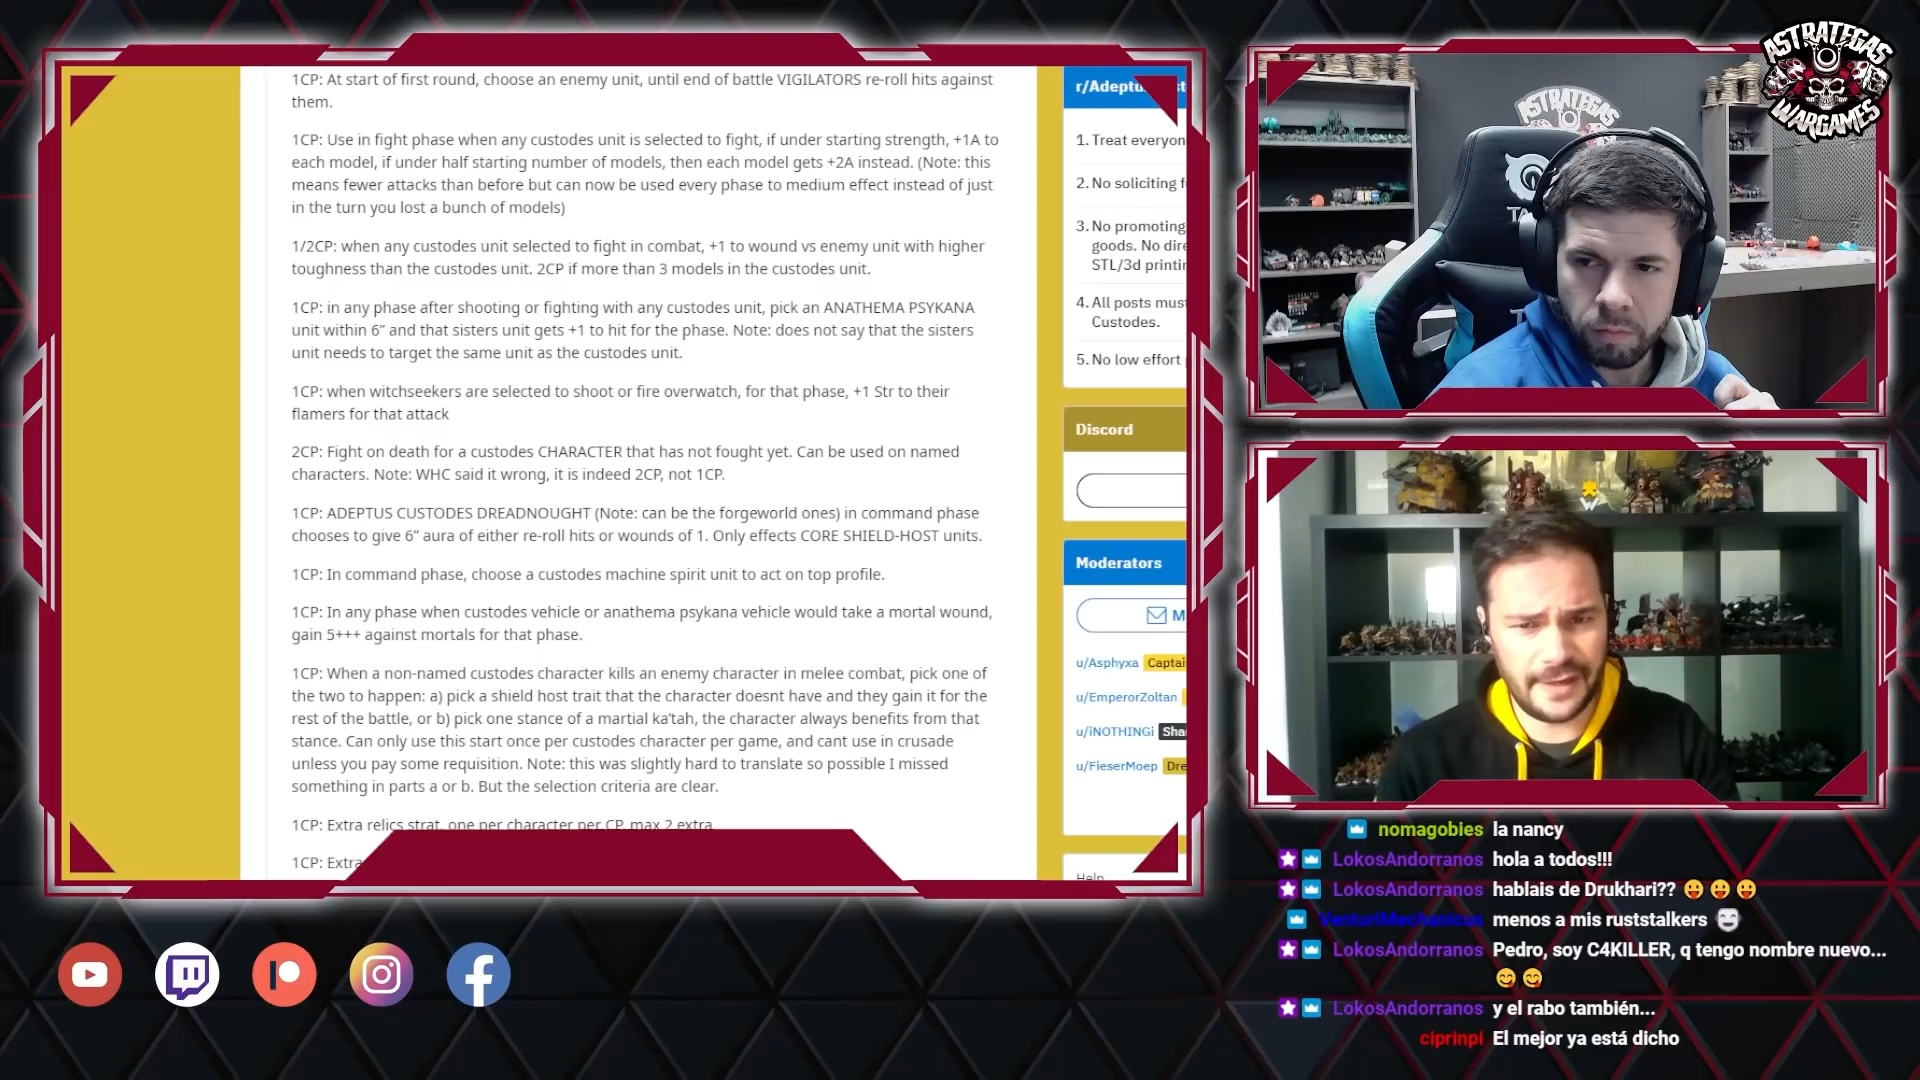 1CP: At start of first round, choose an enemy unit, until end of battle VIGILATORS re-roll hits against
them.
1CP: Use in fight phase when any custodes unit is selected to fight, if under starting strength, +1A to
each model, if under half starting number of models, then each model gets +2A instead. (Note: this
means fewer attacks than before but can now be used every phase to medium effect instead of just
in the turn you lost a bunch of models)
1/2CP: when any custodes unit selected to fight in combat, +1 to wound vs enemy unit with higher
toughness than the custodes unit. 2CP if more than 3 models in the custodes unit.
1CP: in any phase after shooting or fighting with any custodes unit, pick an ANATHEMA PSYKANA
unit within 6” and that sisters unit gets +1 to hit for the phase. Note: does not say that the sisters
unit needs to target the same unit as the custodes unit.
1CP: when witchseekers are selected to shoot or fire overwatch, for that phase, +1 Str to their
flamers for that attack
2CP: Fight on death for a custodes CHARACTER that has not fought yet. Can be used on named
characters. Note: WHC said it wrong, it is indeed 2CP, not 1CP.
1CP: ADEPTUS CUSTODES DREADNOUGHT (Note: can be the forgeworld ones) in command phase
chooses to give 6” aura of either re-roll hits or wounds of 1. Only effects CORE SHIELD-HOST units.
1CP: In command phase, choose a custodes machine spirit unit to act on top profile.
1CP: In any phase when custodes vehicle or anathema psykana vehicle would take a mortal wound,
gain 5+++ against mortals for that phase.
1CP: When a non-named custodes character kills an enemy character in melee combat, pick one of
the two to happen: a) pick a shield host trait that the character doesnt have and they gain it for the
rest of the battle, or b) pick one stance of a martial ka’tah, the character always benefits from that
stance. Can only use this start once per custodes character per game, and cant use in crusade
unless you pay some requisition. Note: this was slightly hard to translate so possible I missed
something in parts a or b. But the selection criteria are clear.
1CP: Extra relics strat, one per character per CP, max 2 extra
1CP: Extra
r/Adeptu
1. Treat everyon
2. No soliciting f
3. No promoting
goods. No dire
STL/3d printin
4. All posts mus
Custodes.
5. No low effort
Discord
Moderators
M
u/Asphyxa Captai
u/EmperorZoltan
u/iNOTHINGi Sha
u/FieserMoep Dre
Help
ASTRATEGAS
WARGAMES
ASTRATEGAS
nomagobies la nancy
LokosAndorranos hola a todos!!!
LokosAndorranos hablais de Drukhari?? 😛 😛 😛
VenturiMechanicus menos a mis ruststalkers
LokosAndorranos Pedro, soy C4KILLER, q tengo nombre nuevo...
😊 😋
LokosAndorranos y el rabo también...
ciprinpi El mejor ya está dicho